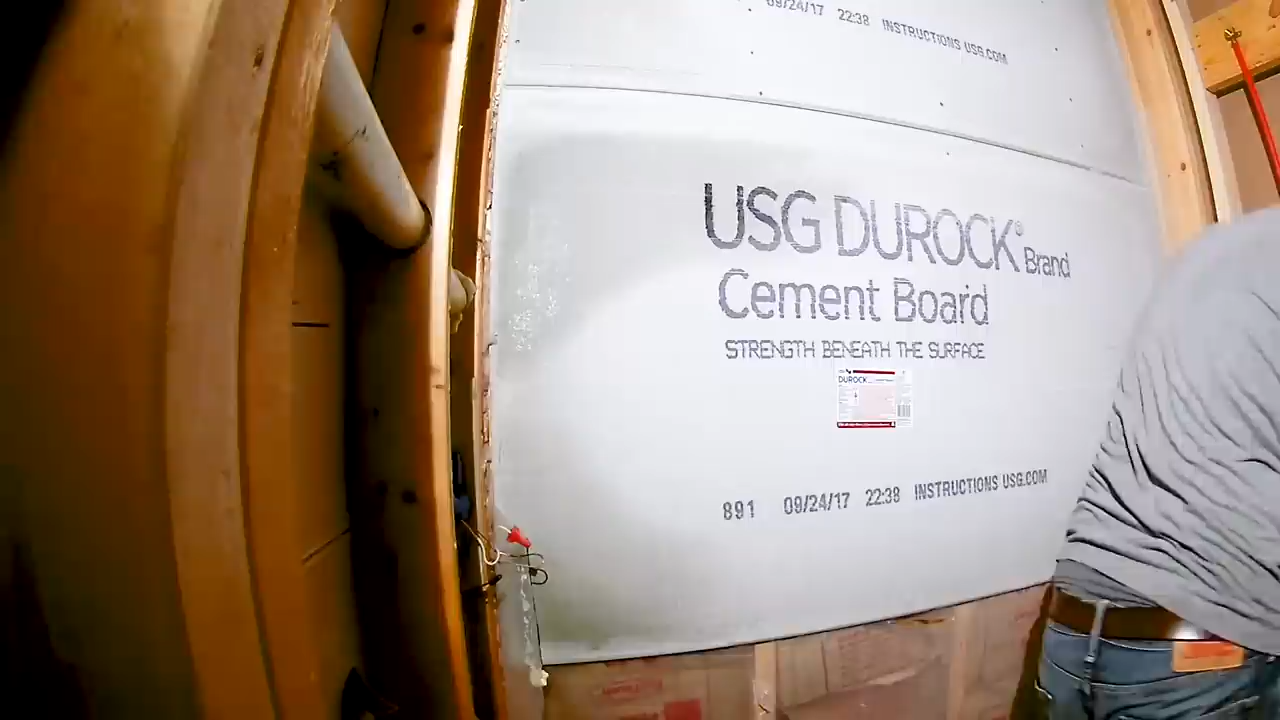 09/24/17 22:38 INSTRUCTIONS USG.COM
USG DUROCK® Brand
Cement Board
STRENGTH BENEATH THE SURFACE
DUROCK
891 09/24/17 22:38 INSTRUCTIONS USG.COM